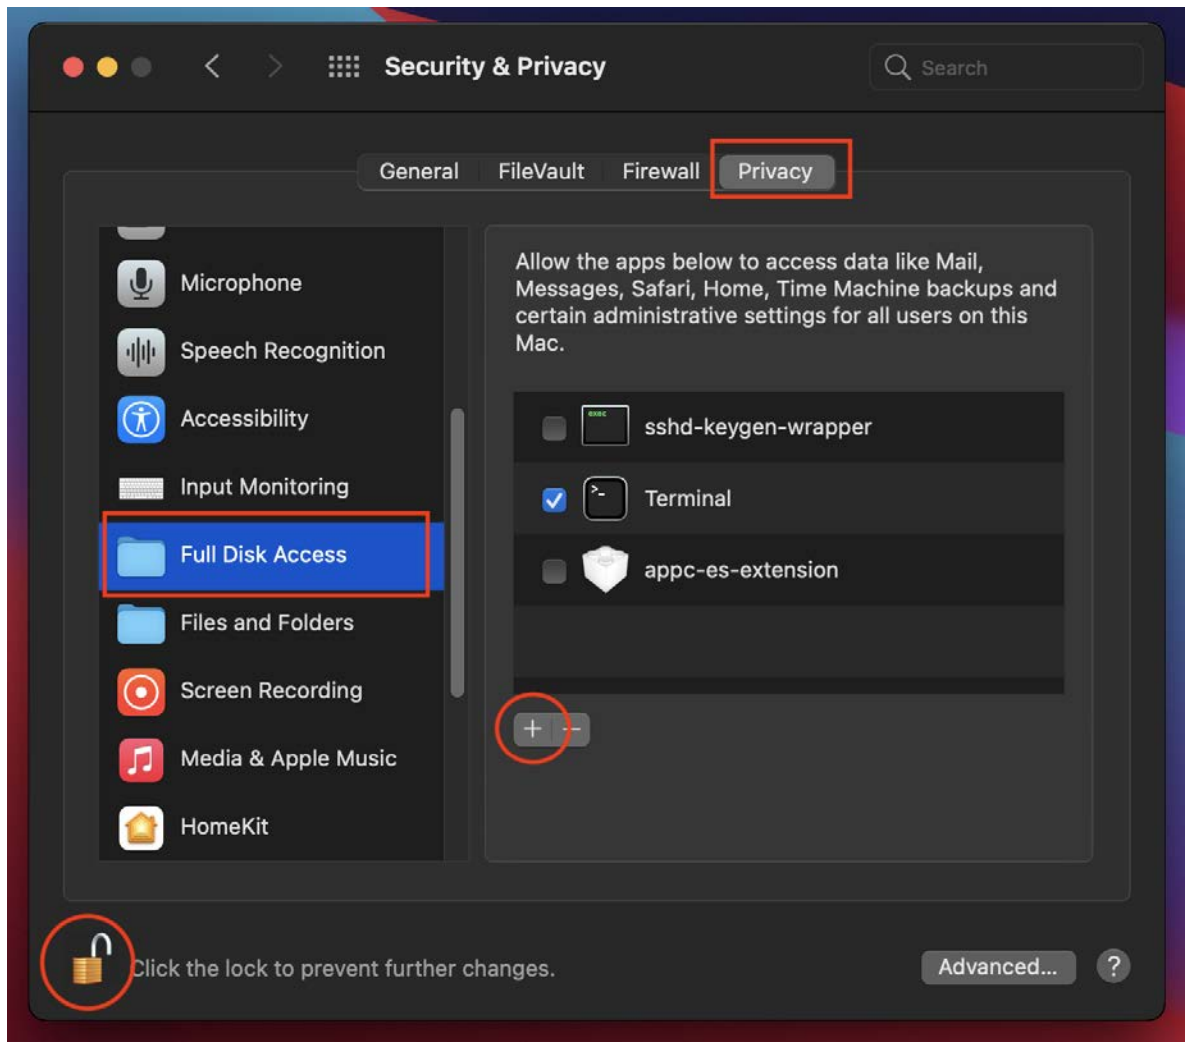 Security & Privacy
Search
General FileVault Firewall Privacy
Microphone
Speech Recognition
Accessibility
Input Monitoring
Full Disk Access
Files and Folders
Screen Recording
Media & Apple Music
HomeKit
Allow the apps below to access data like Mail,
Messages, Safari, Home, Time Machine backups and
certain administrative settings for all users on this
Mac.
exec
sshd-keygen-wrapper
Terminal
appc-es-extension
Click the lock to prevent further changes.
Advanced...
?